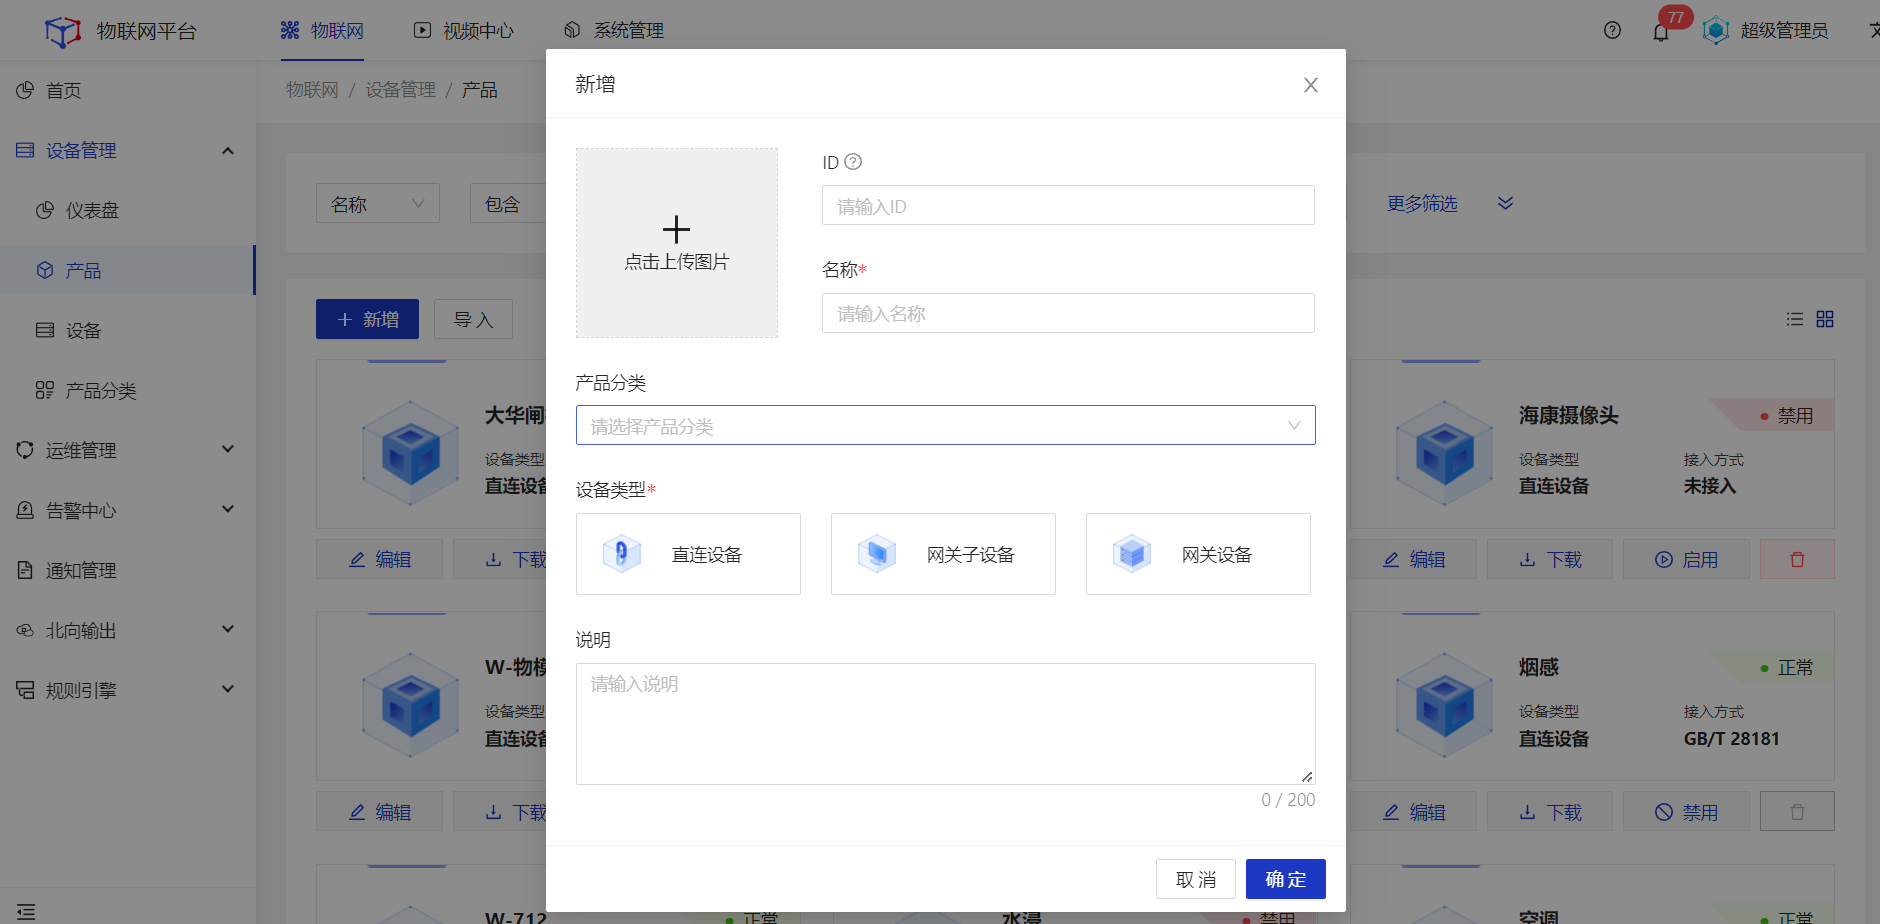 物联网平台
物联网
视频中心
系统管理
77
超级管理员
首页
设备管理
仪表盘
产品
设备
产品分类
运维管理
告警中心
通知管理
北向输出
规则引擎
物联网 / 设备管理 / 产品
名称
包含
更多筛选
新增
导入
大华闸
设备类型
直连设备
编辑
下载
海康摄像头
禁用
设备类型
直连设备
接入方式
未接入
编辑
下载
启用
W-物模
设备类型
直连设备
编辑
下载
烟感
正常
设备类型
直连设备
接入方式
GB/T 28181
编辑
下载
禁用
W-712
正常
水浸
禁用
空调
正常
新增
点击上传图片
ID
请输入ID
名称*
请输入名称
产品分类
请选择产品分类
设备类型*
直连设备
网关子设备
网关设备
说明
请输入说明
0 / 200
取消
确定